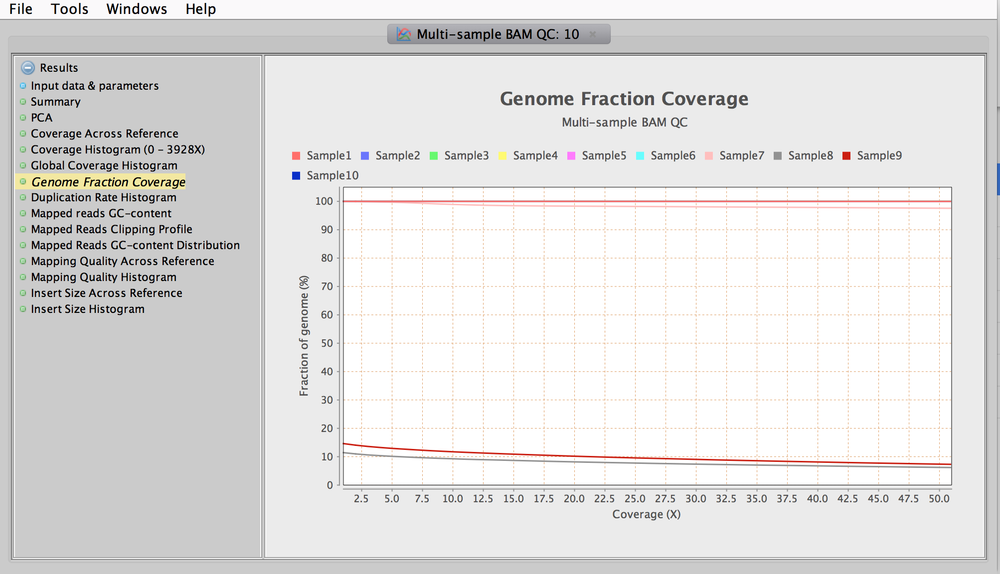 File Tools Windows Help
Multi-sample BAM QC: 10
Results
Input data & parameters
Summary
PCA
Coverage Across Reference
Coverage Histogram (0 - 3928X)
Global Coverage Histogram
Genome Fraction Coverage
Duplication Rate Histogram
Mapped reads GC-content
Mapped Reads Clipping Profile
Mapped Reads GC-content Distribution
Mapping Quality Across Reference
Mapping Quality Histogram
Insert Size Across Reference
Insert Size Histogram
Genome Fraction Coverage
Multi-sample BAM QC
Sample1 Sample2 Sample3 Sample4 Sample5 Sample6 Sample7 Sample8 Sample9
Sample10
Fraction of genome (%)
100
90
80
70
60
50
40
30
20
10
0
2.5 5.0 7.5 10.0 12.5 15.0 17.5 20.0 22.5 25.0 27.5 30.0 32.5 35.0 37.5 40.0 42.5 45.0 47.5 50.0
Coverage (X)